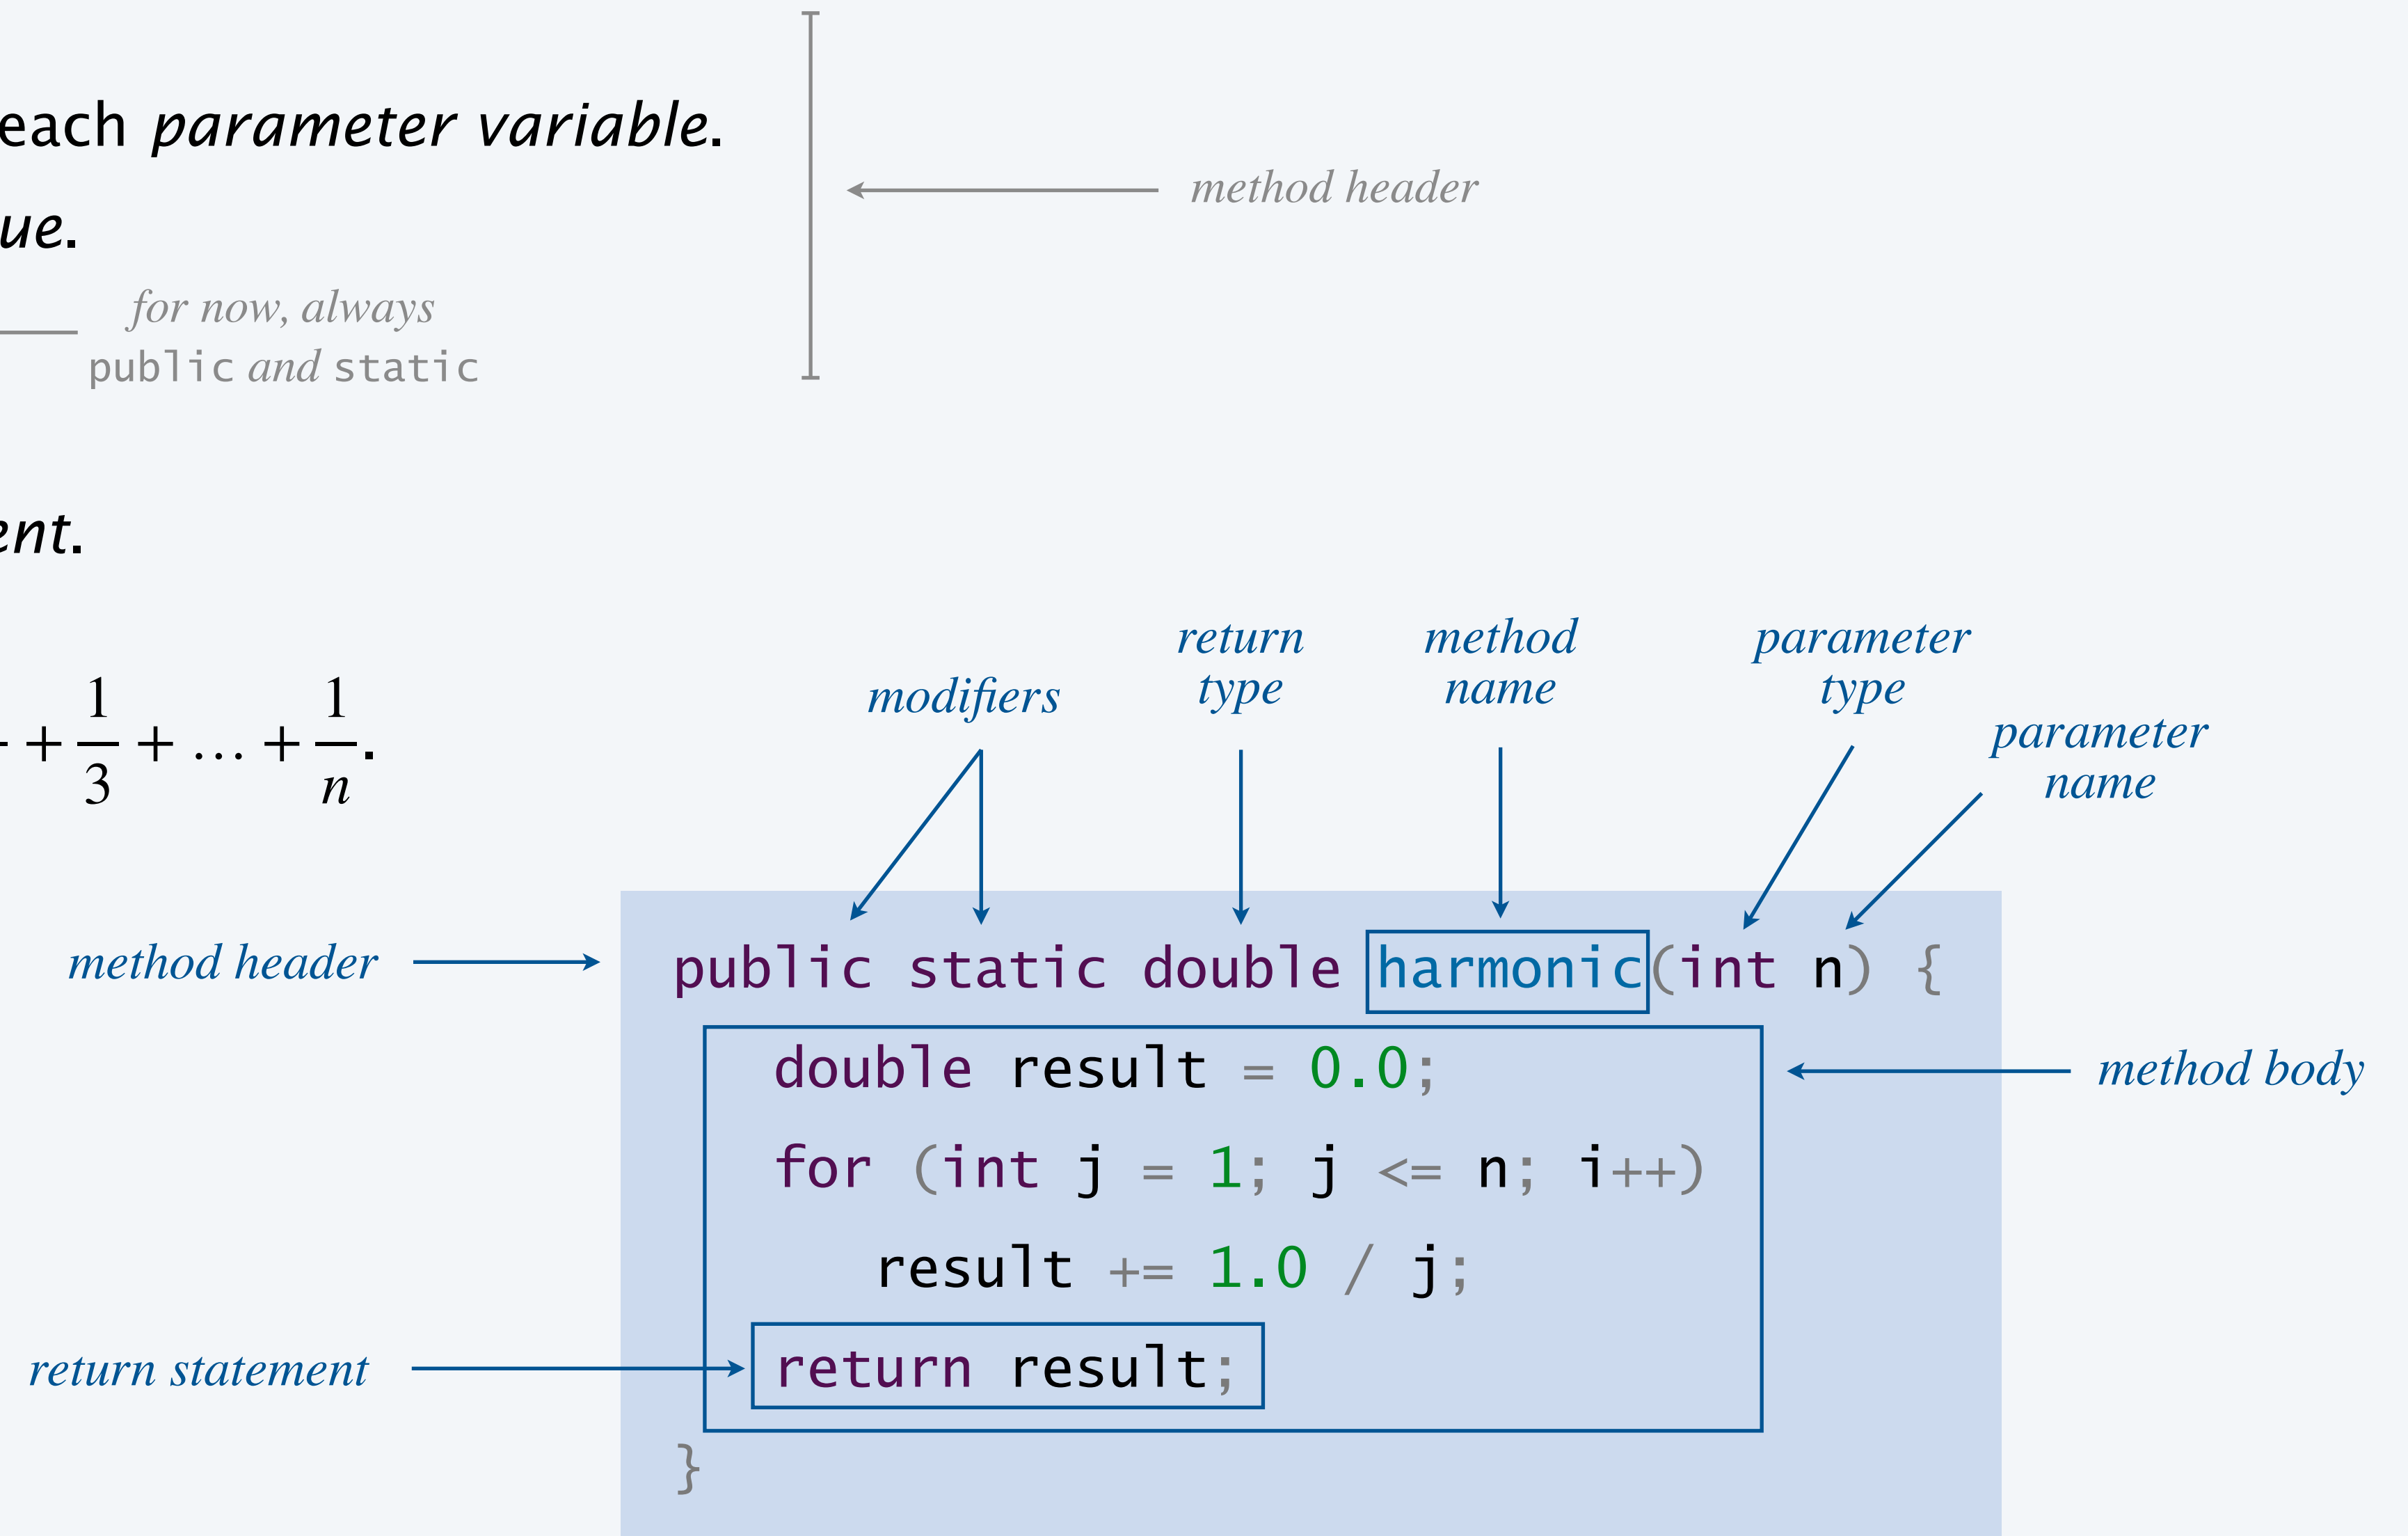 each parameter variable.
method header
ue.
for now, always
public and static
ent.
return
type
method
name
parameter
type
modifiers
parameter
name
+ 1/3 + … + 1/n.
method header
public static double harmonic(int n) {
double result = 0.0;
method body
for (int j = 1; j <= n; i++)
result += 1.0 / j;
return statement
return result;
}